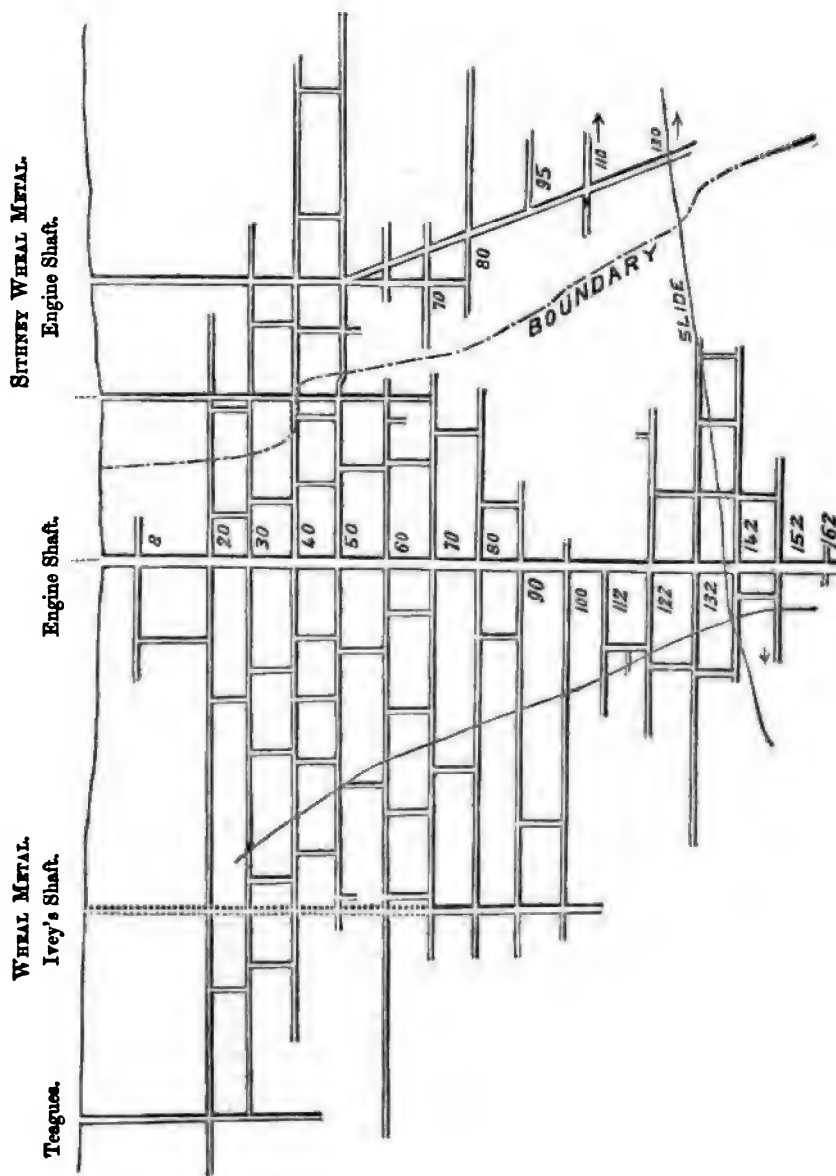 WHEAL METAL.
SITHNEY WHEAL METAL.
Teagues.
Ivey's Shaft.
Engine Shaft.
Engine Shaft.
8
20
30
40
50
60
70
80
90
100
112
122
132
142
152
162
70
80
95
110
130
BOUNDARY
SLIDE